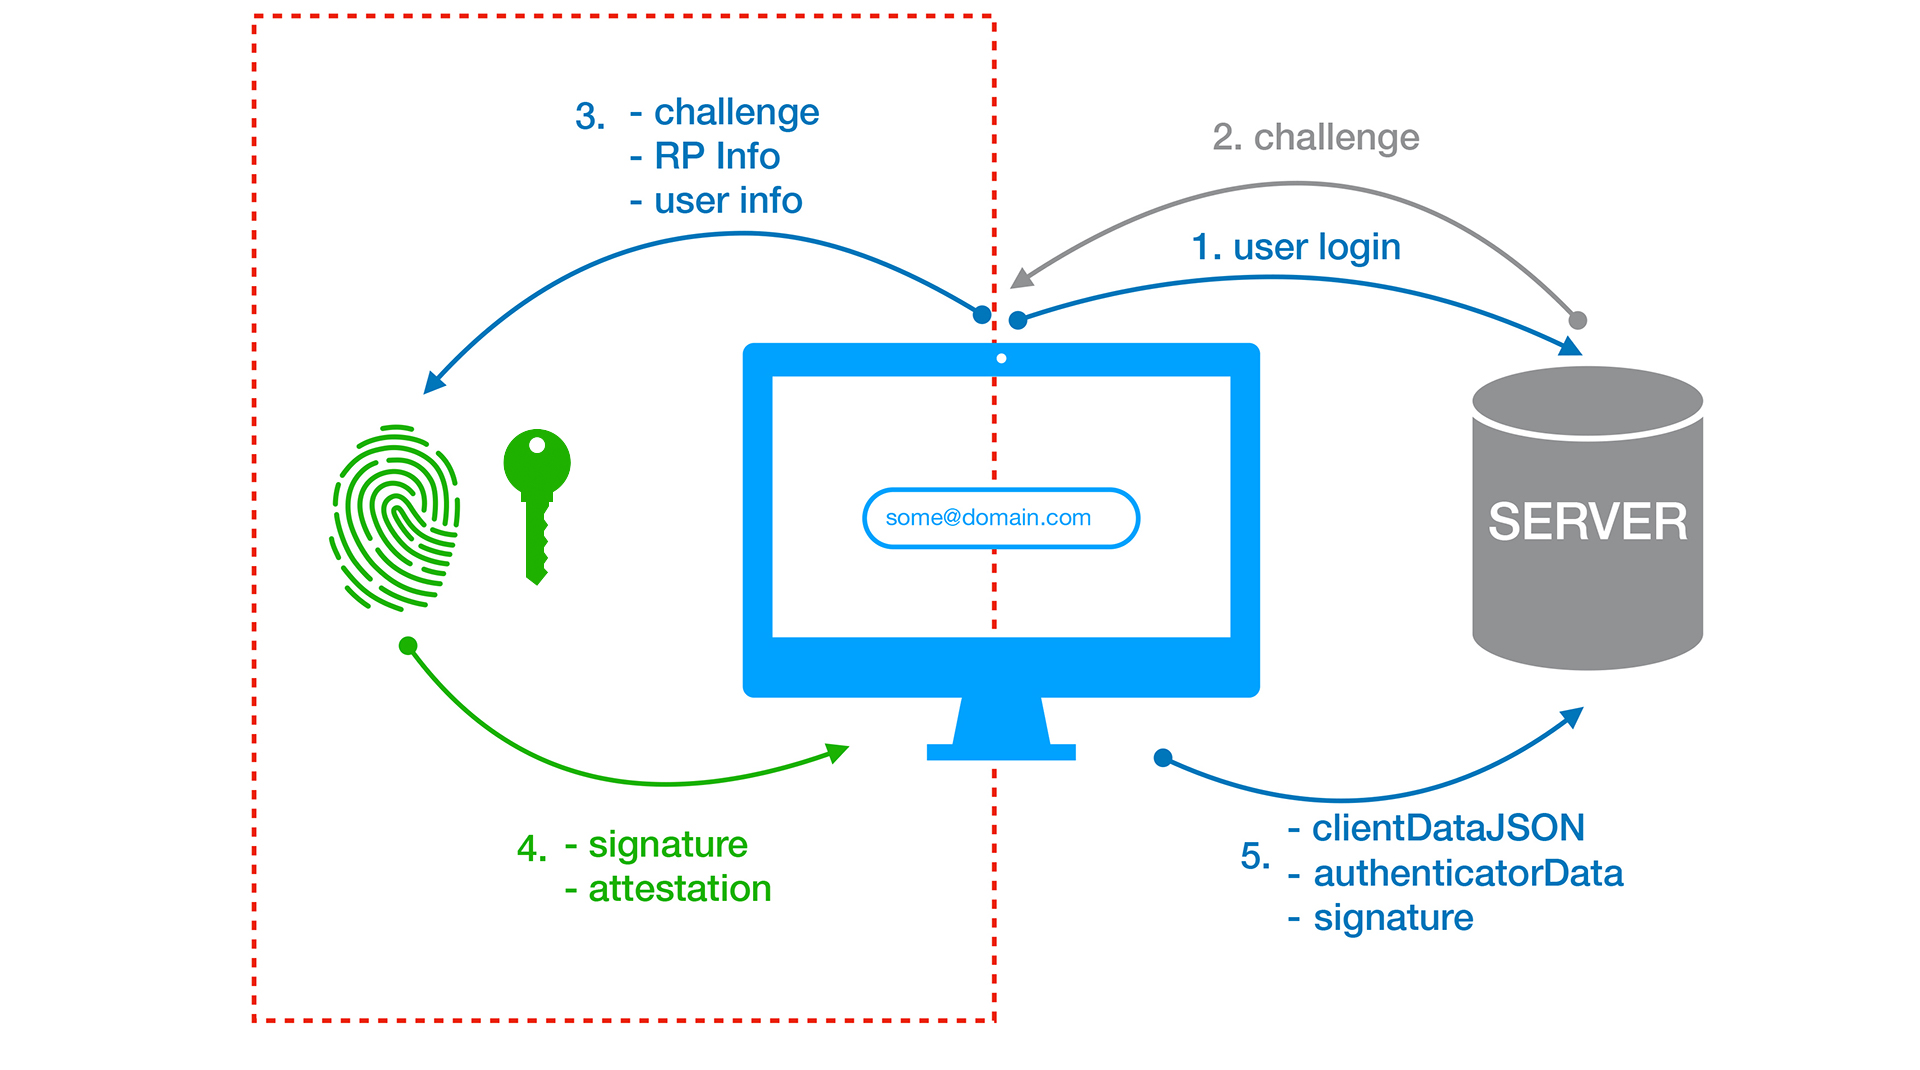 3. - challenge
- RP Info
- user info
2. challenge
1. user login
some@domain.com
SERVER
4. - signature
- attestation
5. - clientDataJSON
- authenticatorData
- signature